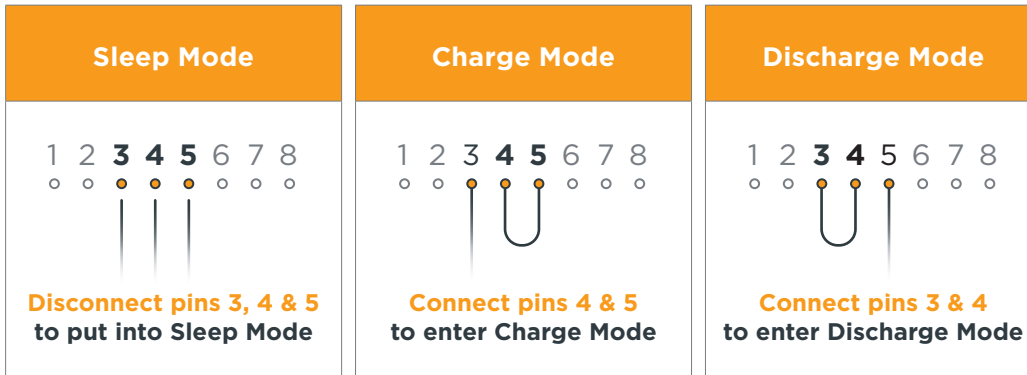 Sleep Mode
1 2 3 4 5 6 7 8
Disconnect pins 3, 4 & 5
to put into Sleep Mode
Charge Mode
1 2 3 4 5 6 7 8
Connect pins 4 & 5
to enter Charge Mode
Discharge Mode
1 2 3 4 5 6 7 8
Connect pins 3 & 4
to enter Discharge Mode